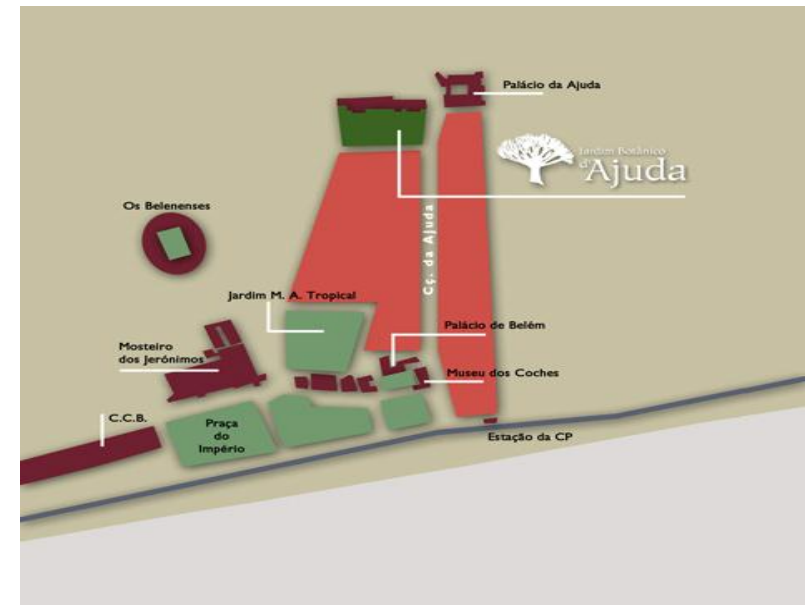 Palácio da Ajuda
Jardim Botânico
d'Ajuda
Os Belenenses
Cç. da Ajuda
Jardim M. A. Tropical
Palácio de Belém
Mosteiro
dos Jerónimos
Museu dos Coches
C.C.B.
Praça
do
Império
Estação da CP